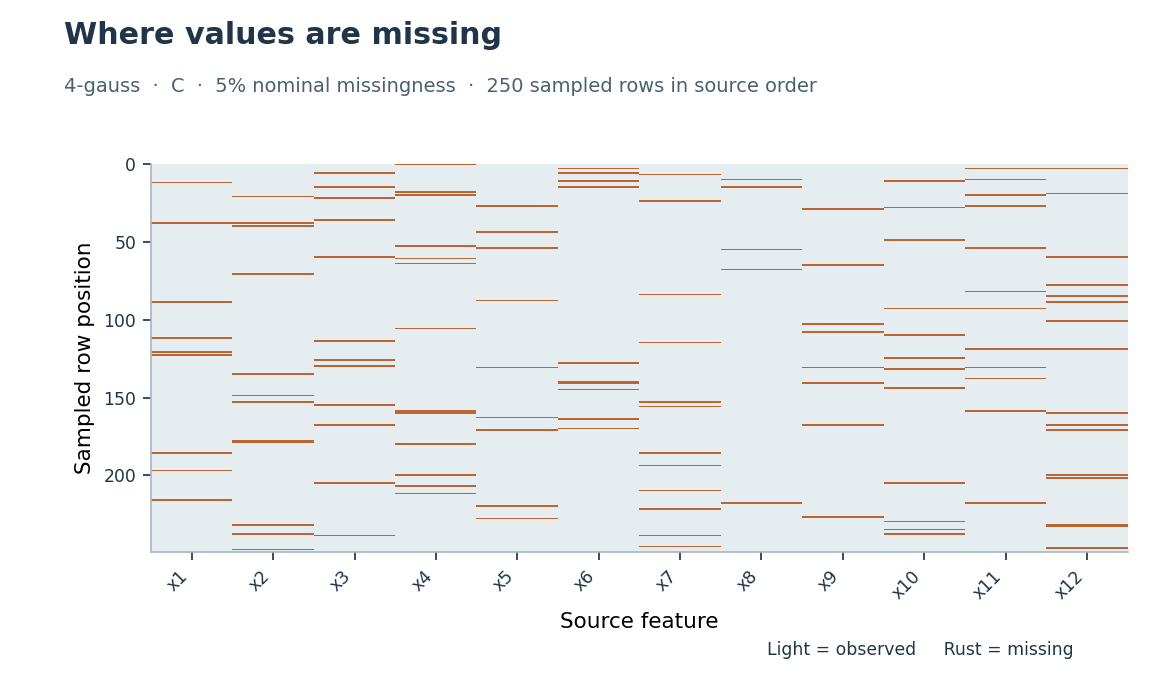 Where values are missing
4-gauss · C · 5% nominal missingness · 250 sampled rows in source order
0
50
100
150
200
Sampled row position
x1 x2 x3 x4 x5 x6 x7 x8 x9 x10 x11 x12
Source feature
Light = observed Rust = missing